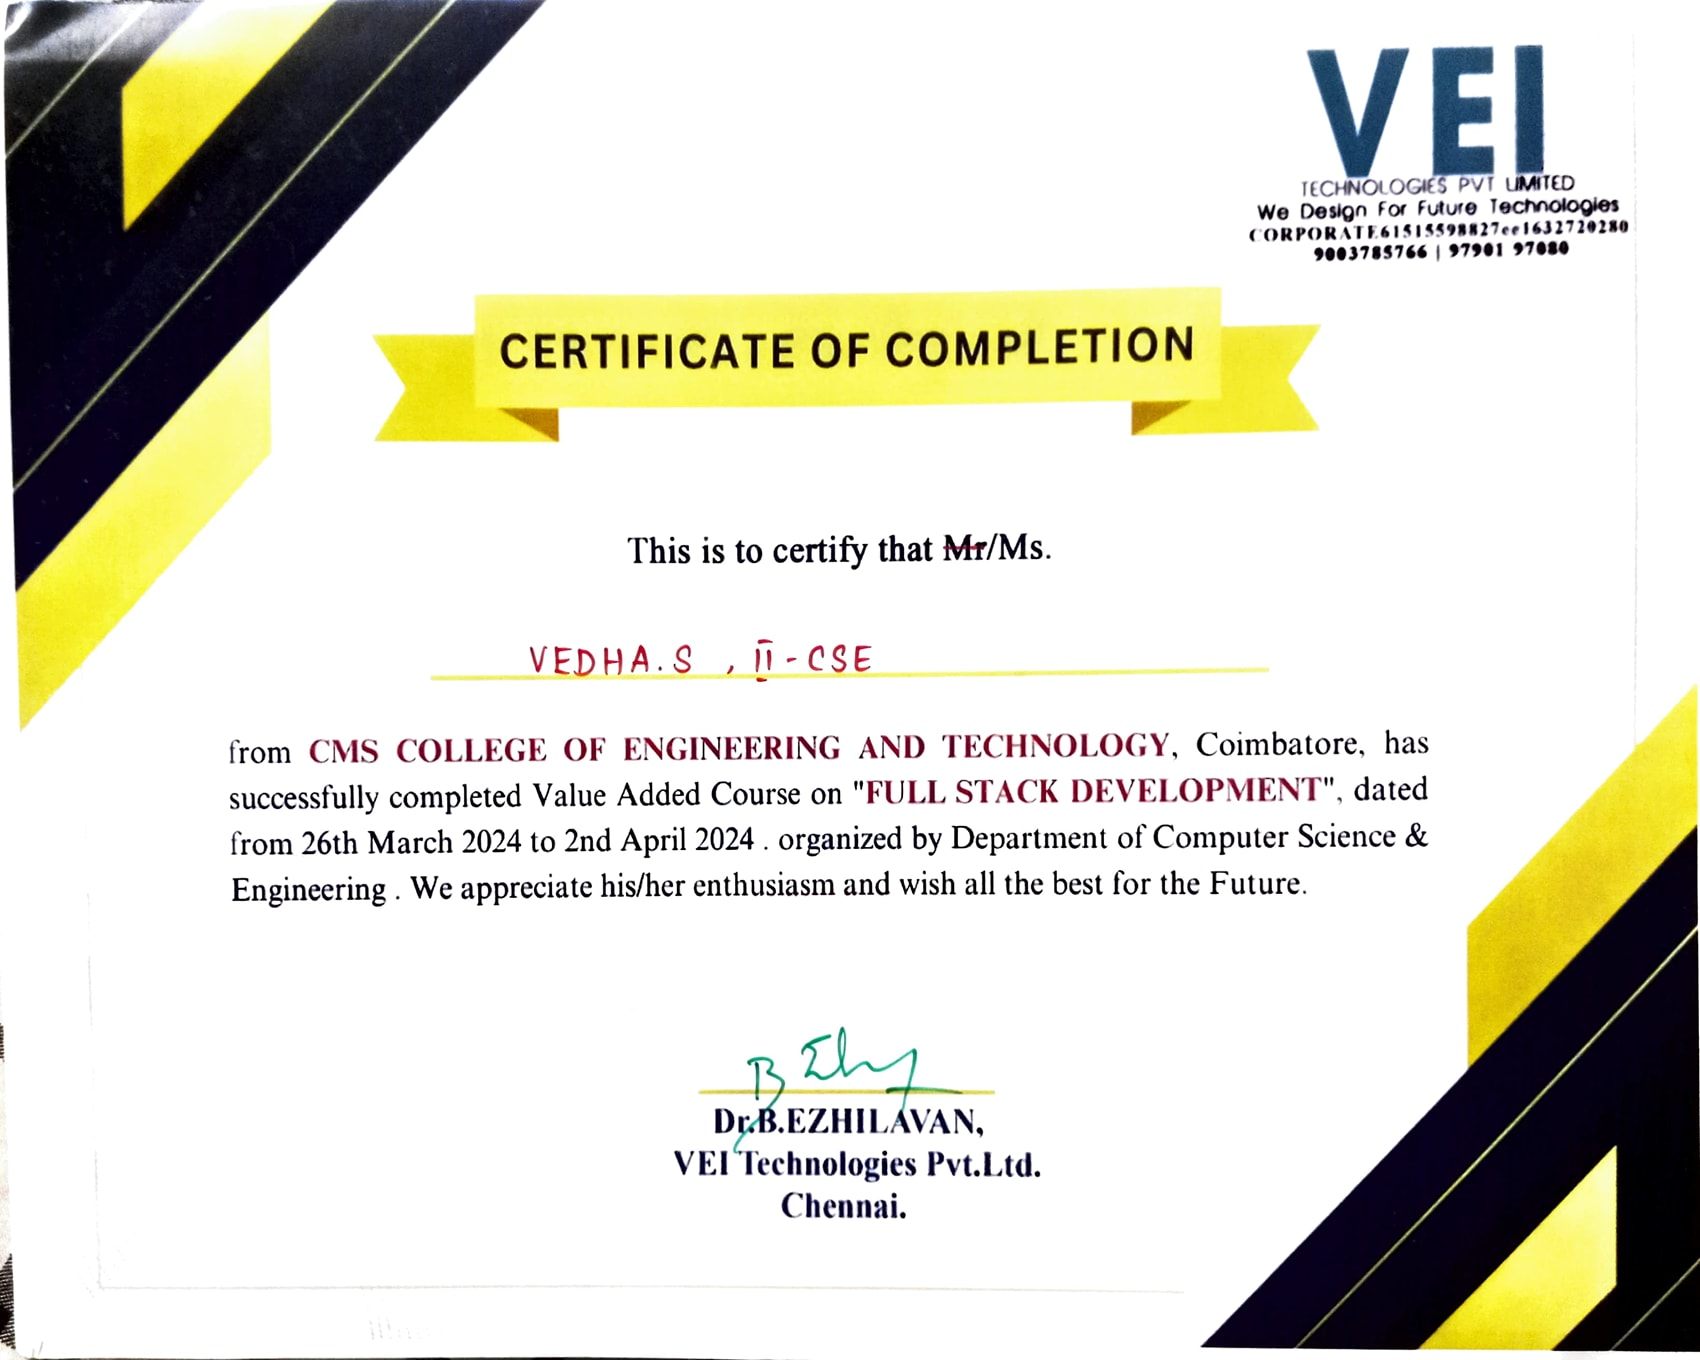 VEI
TECHNOLOGIES PVT LIMITED
We Design For Future Technologies
CORPORATE61515598827ee1632720280
9003785766 | 97901 97080
CERTIFICATE OF COMPLETION
This is to certify that Mr/Ms.
VEDHA.S , II - CSE
from CMS COLLEGE OF ENGINEERING AND TECHNOLOGY, Coimbatore, has
successfully completed Value Added Course on "FULL STACK DEVELOPMENT", dated
from 26th March 2024 to 2nd April 2024 . organized by Department of Computer Science &
Engineering . We appreciate his/her enthusiasm and wish all the best for the Future.
Dr.B.EZHILAVAN,
VEI Technologies Pvt.Ltd.
Chennai.